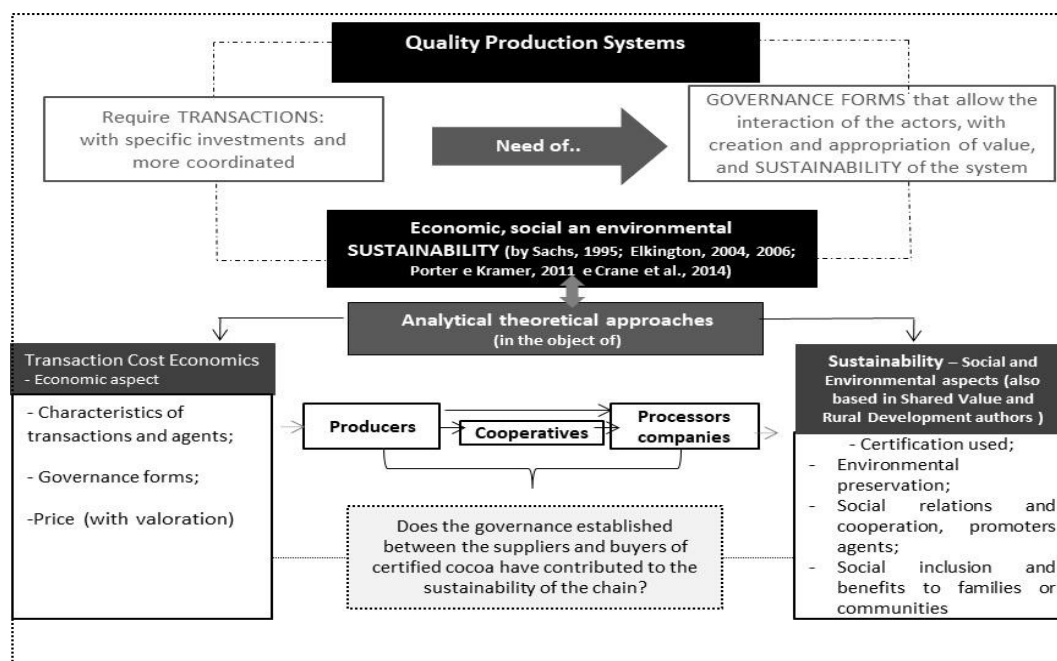 Quality Production Systems
Require TRANSACTIONS:
with specific investments and
more coordinated
Need of..
GOVERNANCE FORMS that allow the
interaction of the actors, with
creation and appropriation of value,
and SUSTAINABILITY of the system
Economic, social an environmental
SUSTAINABILITY (by Sachs, 1995; Elkington, 2004, 2006;
Porter e Kramer, 2011 e Crane et al., 2014)
Analytical theoretical approaches
(in the object of)
Transaction Cost Economics
- Economic aspect
- Characteristics of
transactions and agents;
- Governance forms;
-Price (with valoration)
Producers
Cooperatives
Processors
companies
Does the governance established
between the suppliers and buyers of
certified cocoa have contributed to the
sustainability of the chain?
Sustainability – Social and
Environmental aspects (also
based in Shared Value and
Rural Development authors )
- Certification used;
- Environmental
preservation;
- Social relations and
cooperation, promoters
agents;
- Social inclusion and
benefits to families or
communities